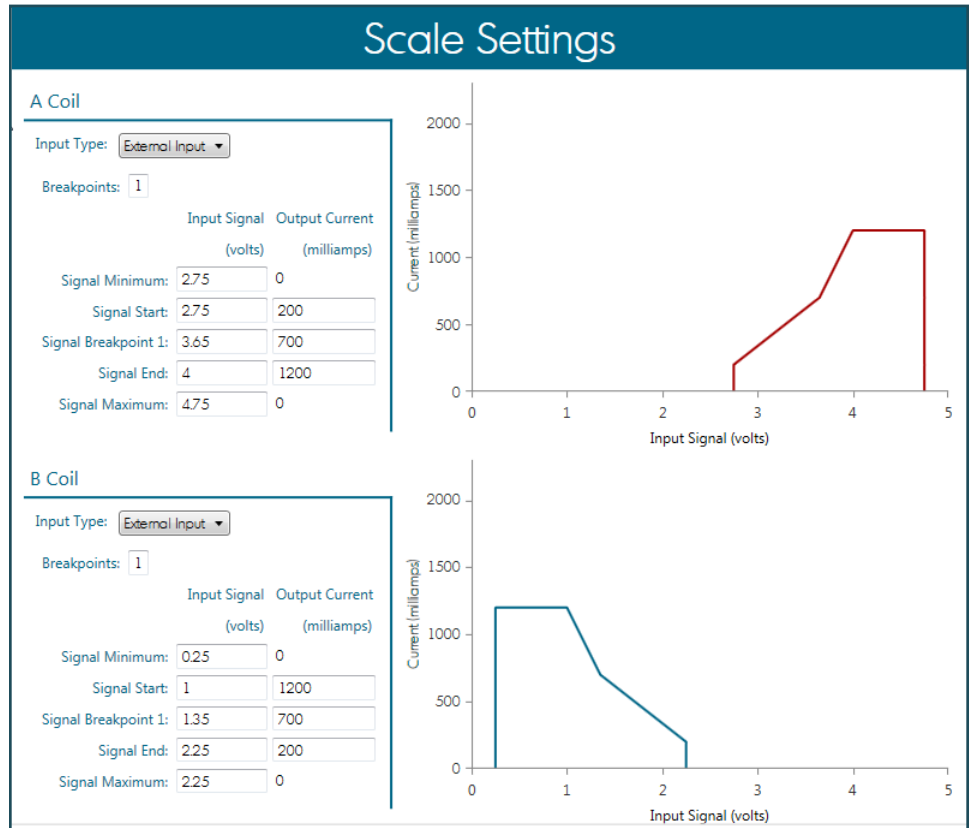 Scale Settings
A Coil
Input Type: External Input
Breakpoints: 1
Input Signal Output Current
(volts) (milliamps)
Signal Minimum: 2.75 0
Signal Start: 2.75 200
Signal Breakpoint 1: 3.65 700
Signal End: 4 1200
Signal Maximum: 4.75 0
Current (milliamps)
2000
1500
1000
500
0
0 1 2 3 4 5
Input Signal (volts)
B Coil
Input Type: External Input
Breakpoints: 1
Input Signal Output Current
(volts) (milliamps)
Signal Minimum: 0.25 0
Signal Start: 1 1200
Signal Breakpoint 1: 1.35 700
Signal End: 2.25 200
Signal Maximum: 2.25 0
Current (milliamps)
2000
1500
1000
500
0
0 1 2 3 4 5
Input Signal (volts)